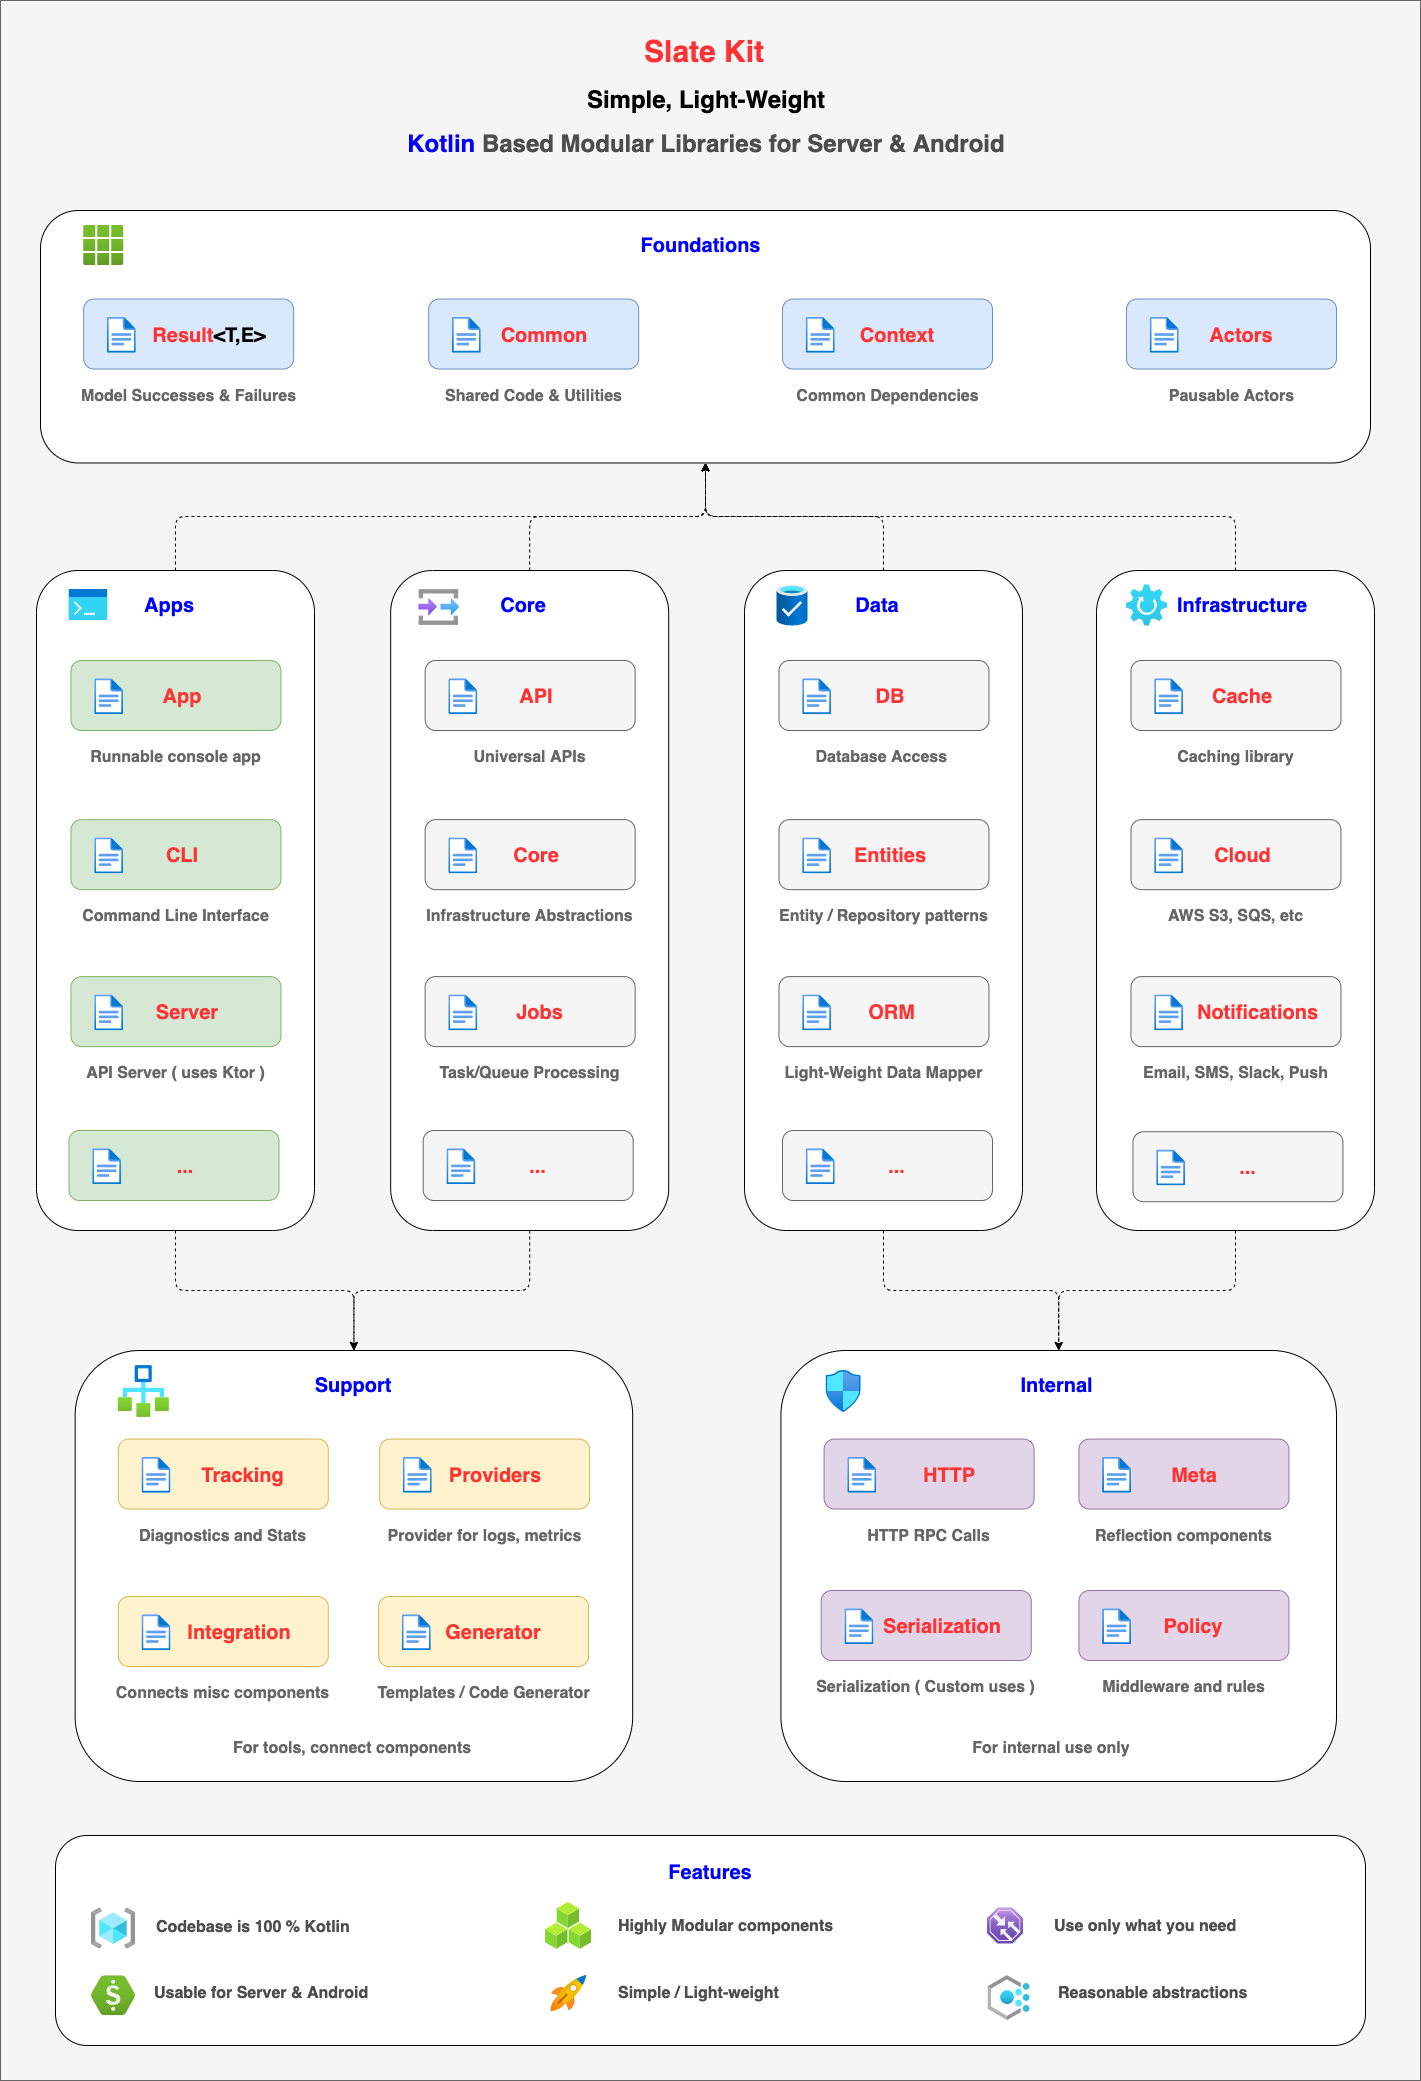 Slate Kit
Simple, Light-Weight
Kotlin Based Modular Libraries for Server & Android
Foundations
Result<T,E>
Common
Context
Actors
Model Successes & Failures
Shared Code & Utilities
Common Dependencies
Pausable Actors
Apps
Core
Data
Infrastructure
App
API
DB
Cache
Runnable console app
Universal APIs
Database Access
Caching library
CLI
Core
Entities
Cloud
Command Line Interface
Infrastructure Abstractions
Entity / Repository patterns
AWS S3, SQS, etc
Server
Jobs
ORM
Notifications
API Server ( uses Ktor )
Task/Queue Processing
Light-Weight Data Mapper
Email, SMS, Slack, Push
...
...
...
...
Support
Internal
Tracking
Providers
HTTP
Meta
Diagnostics and Stats
Provider for logs, metrics
HTTP RPC Calls
Reflection components
Integration
Generator
Serialization
Policy
Connects misc components
Templates / Code Generator
Serialization ( Custom uses )
Middleware and rules
For tools, connect components
For internal use only
Features
Codebase is 100 % Kotlin
Highly Modular components
Use only what you need
Usable for Server & Android
Simple / Light-weight
Reasonable abstractions